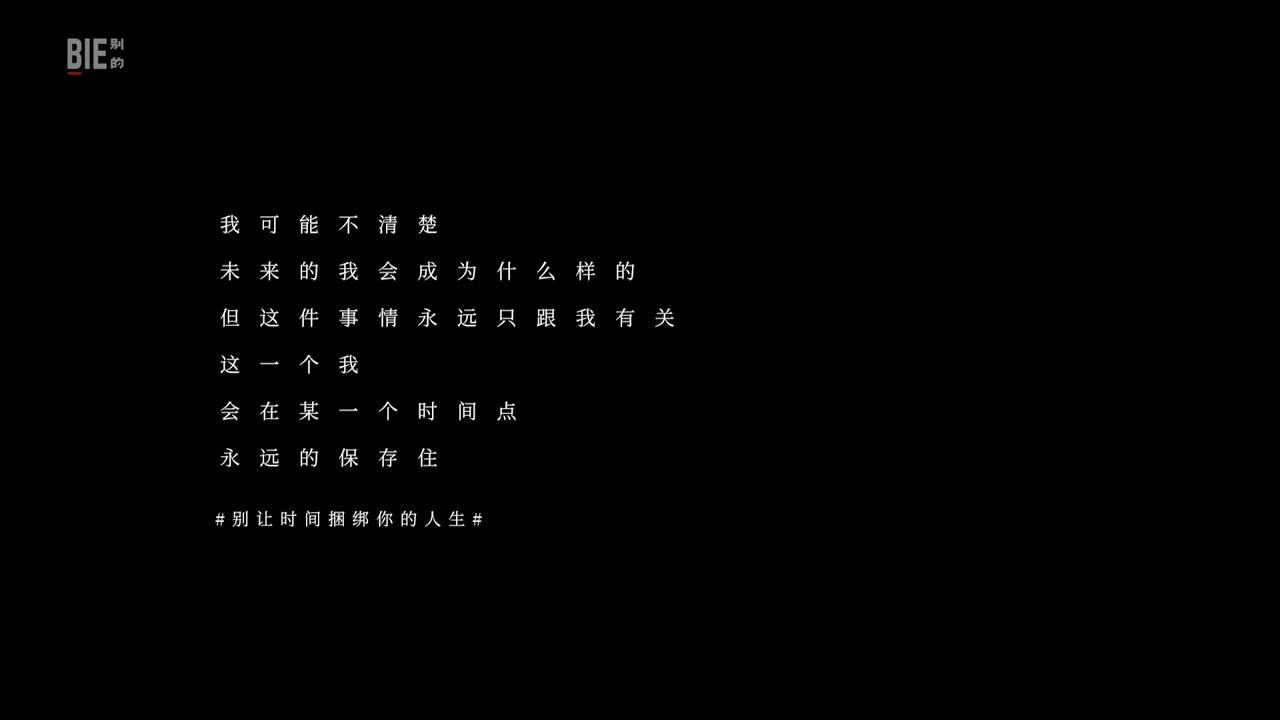 BIE别的
我可能不清楚
未来的我会成为什么样的
但这件事情永远只跟我有关
这一个我
会在某一个时间点
永远的保存住
#别让时间捆绑你的人生#